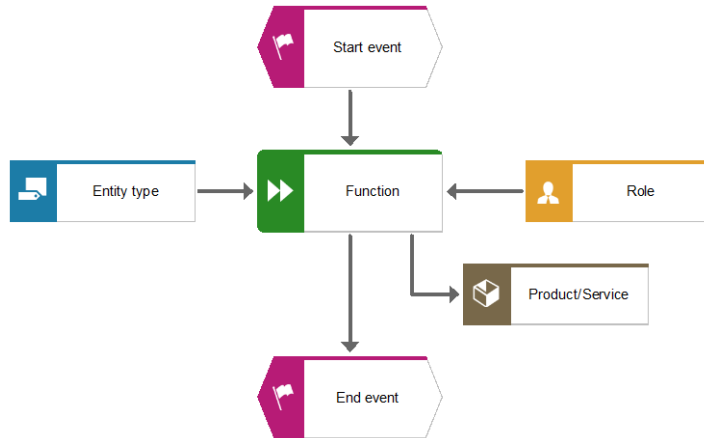 Start event
Entity type
Function
Role
Product/Service
End event